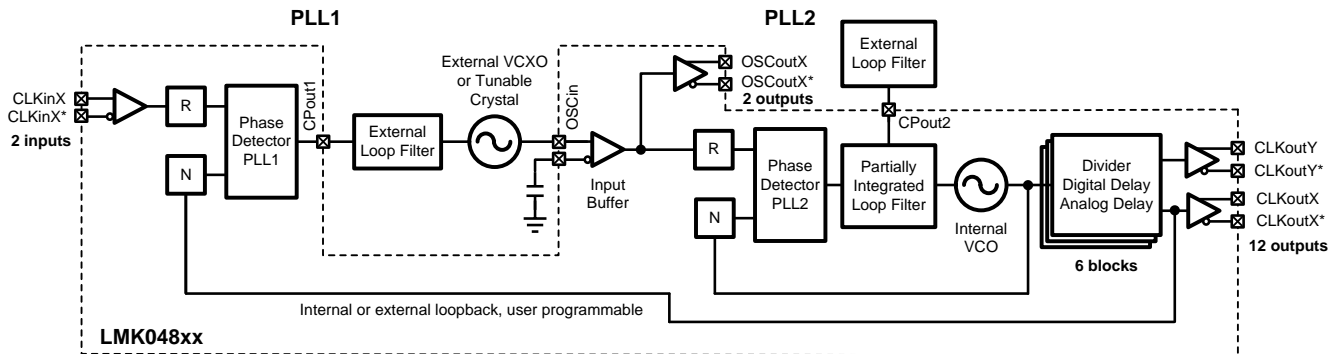 PLL1
PLL2
CLKinX
CLKinX*
2 inputs
R
N
Phase
Detector
PLL1
CPout1
External
Loop Filter
External VCXO
or Tunable
Crystal
OSCin
Input
Buffer
OSCoutX
OSCoutX*
2 outputs
External
Loop Filter
CPout2
R
N
Phase
Detector
PLL2
Partially
Integrated
Loop Filter
Internal
VCO
Divider
Digital Delay
Analog Delay
6 blocks
CLKoutY
CLKoutY*
CLKoutX
CLKoutX*
12 outputs
Internal or external loopback, user programmable
LMK048xx